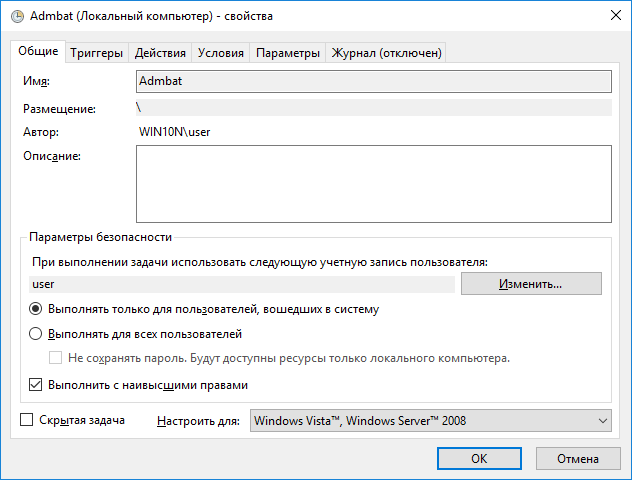 Admbat (Локальный компьютер) - свойства
Общие Триггеры Действия Условия Параметры Журнал (отключен)
Имя: Admbat
Размещение: \
Автор: WIN10N\user
Описание:
Параметры безопасности
При выполнении задачи использовать следующую учетную запись пользователя:
user Изменить...
Выполнять только для пользователей, вошедших в систему
Выполнять для всех пользователей
Не сохранять пароль. Будут доступны ресурсы только локального компьютера.
Выполнить с наивысшими правами
Скрытая задача Настроить для: Windows Vista™, Windows Server™ 2008
OK Отмена